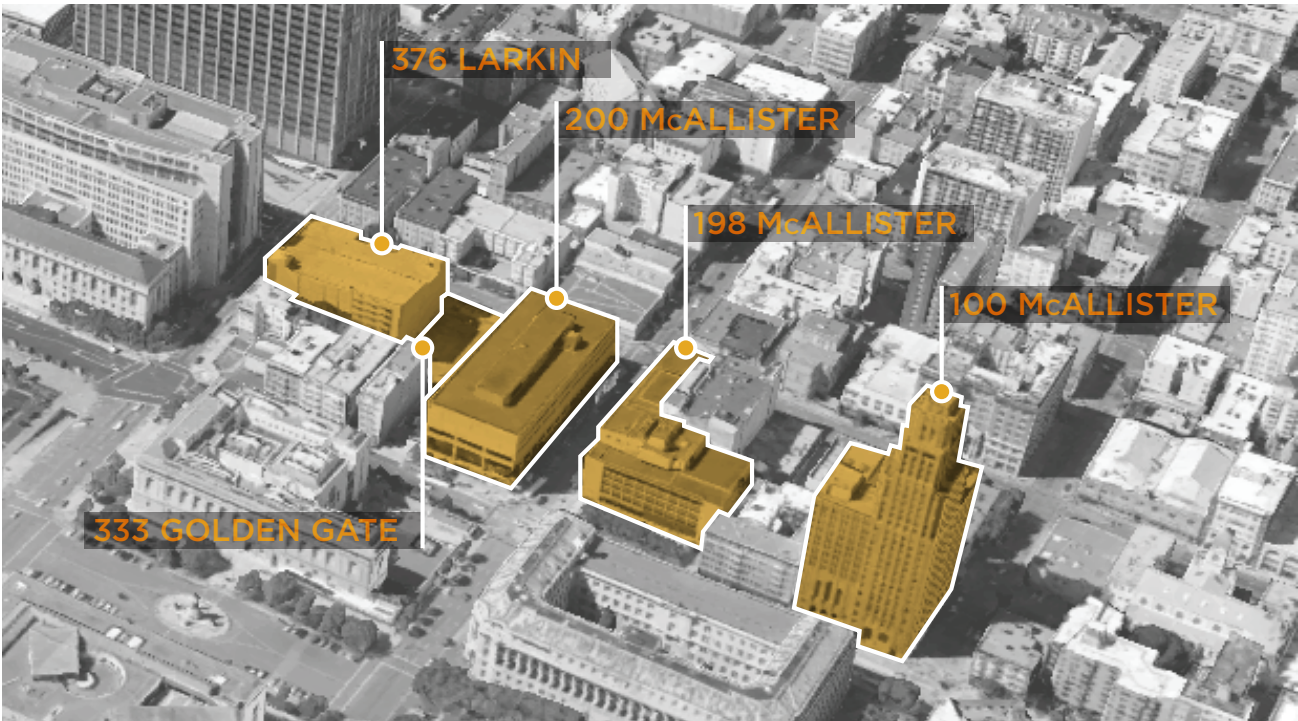 376 LARKIN
200 McALLISTER
198 McALLISTER
100 McALLISTER
333 GOLDEN GATE